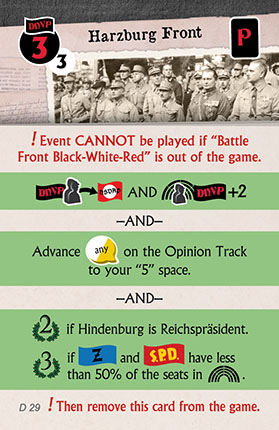 DNVP
3
3
Harzburg Front
P
! Event CANNOT be played if “Battle
Front Black-White-Red” is out of the game.
DNVP NSDAP AND DNVP +2
–AND–
Advance any on the Opinion Track
to your “5” space.
–AND–
2 if Hindenburg is Reichspräsident.
3 if Z and S.P.D. have less
than 50% of the seats in .
D 29 ! Then remove this card from the game.